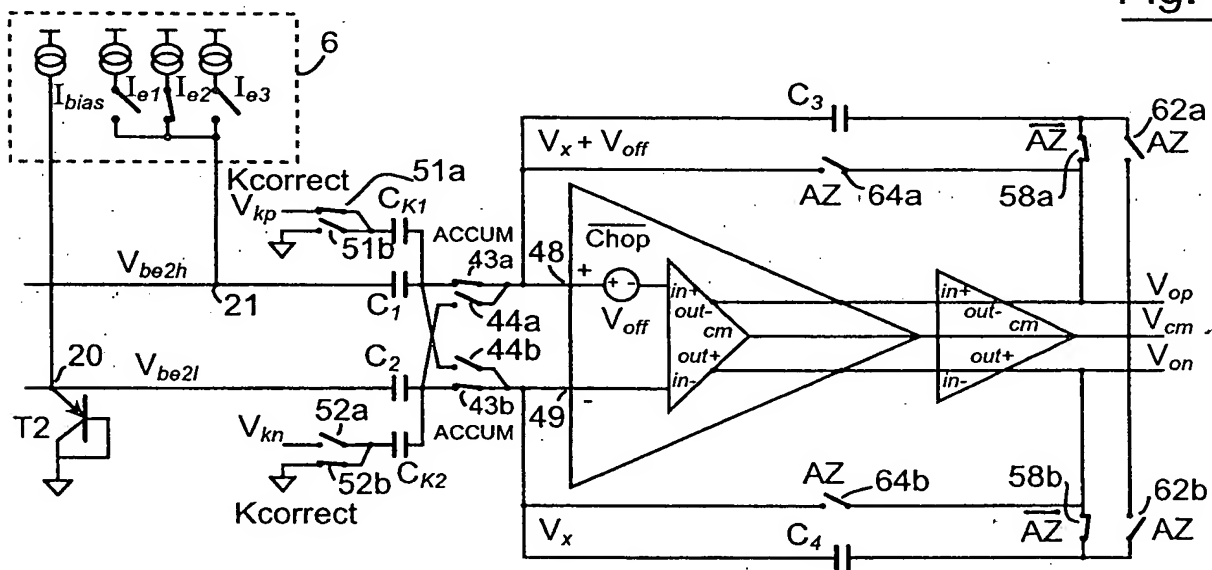 Fig.
6
I_bias I_e1 I_e2 I_e3
C_3
62a
AZ
AZ
V_x + V_off
Kcorrect
51a
AZ
64a
58a
V_kp
C_K1
51b
ACCUM
43a
48
Chop
V_be2h
+
+ -
in+
out-
cm
V_off
in+
out-
cm
V_op
21
C_1
44a
V_cm
20
C_2
44b
out+
in-
out+
in-
V_on
V_be2l
43b
49
-
T2
52a
ACCUM
V_kn
52b
C_K2
AZ
64b
58b
62b
Kcorrect
V_x
C_4
AZ
AZ